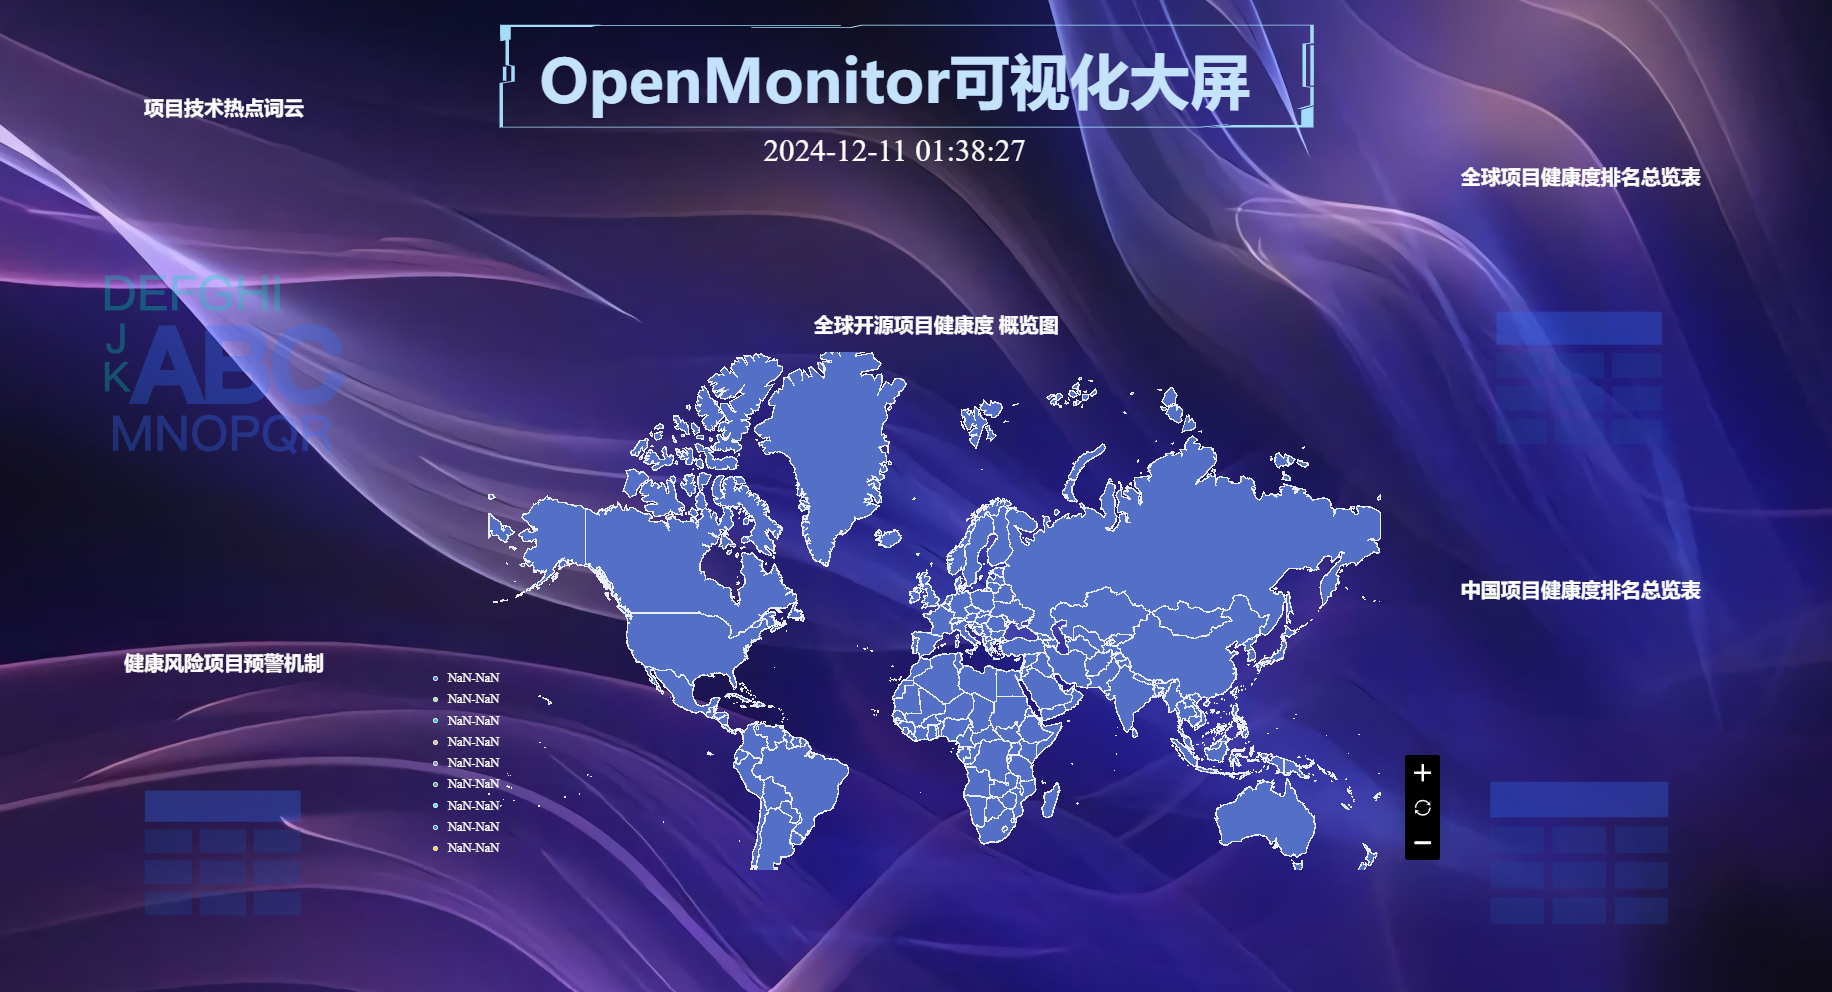 OpenMonitor可视化大屏
2024-12-11 01:38:27
项目技术热点词云
全球项目健康度排名总览表
DEFGHI
J
K
ABC
MNOPQR
全球开源项目健康度 概览图
中国项目健康度排名总览表
健康风险项目预警机制
NaN-NaN
NaN-NaN
NaN-NaN
NaN-NaN
NaN-NaN
NaN-NaN
NaN-NaN
NaN-NaN
NaN-NaN